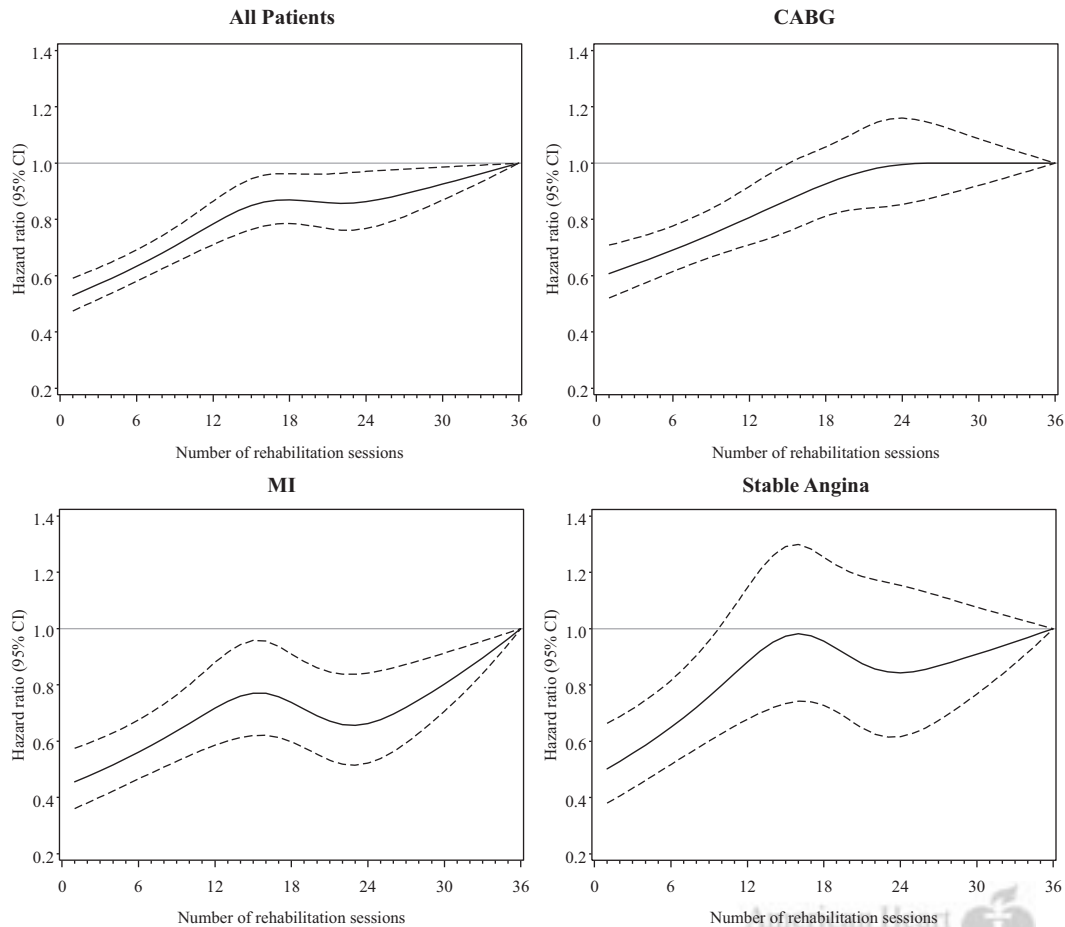 All Patients
CABG
Hazard ratio (95% CI)
1.4
1.2
1.0
0.8
0.6
0.4
0.2
0 6 12 18 24 30 36
Number of rehabilitation sessions
Hazard ratio (95% CI)
1.4
1.2
1.0
0.8
0.6
0.4
0.2
0 6 12 18 24 30 36
Number of rehabilitation sessions
MI
Stable Angina
Hazard ratio (95% CI)
1.4
1.2
1.0
0.8
0.6
0.4
0.2
0 6 12 18 24 30 36
Number of rehabilitation sessions
Hazard ratio (95% CI)
1.4
1.2
1.0
0.8
0.6
0.4
0.2
0 6 12 18 24 30 36
Number of rehabilitation sessions
American Heart